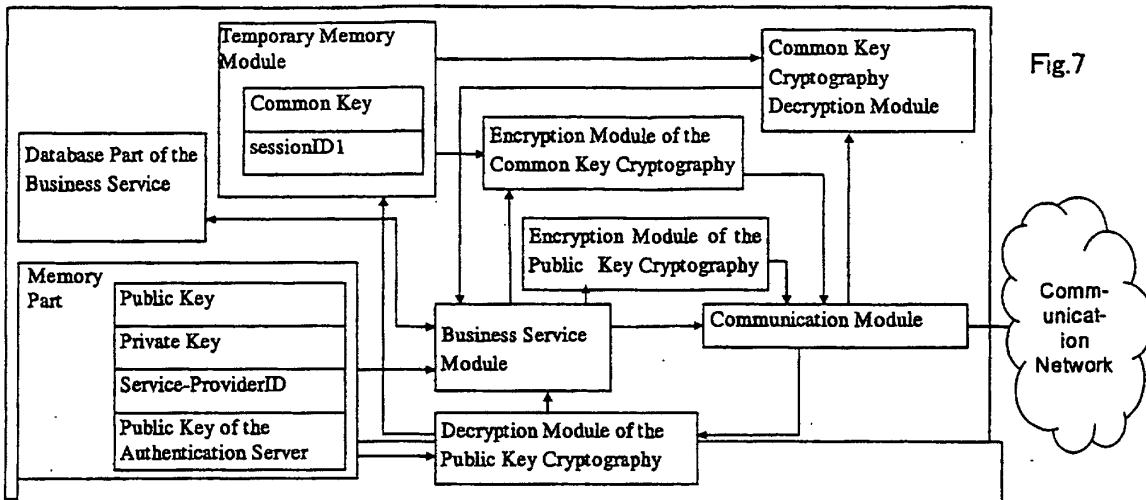 Temporary Memory
Module
Common Key
sessionID1
Common Key
Cryptography
Decryption Module
Fig.7
Database Part of the
Business Service
Encryption Module of the
Common Key Cryptography
Encryption Module of the
Public Key Cryptography
Memory
Part
Public Key
Private Key
Service-ProviderID
Public Key of the
Authentication Server
Business Service
Module
Communication Module
Decryption Module of the
Public Key Cryptography
Comm-
unicat-
ion
Network